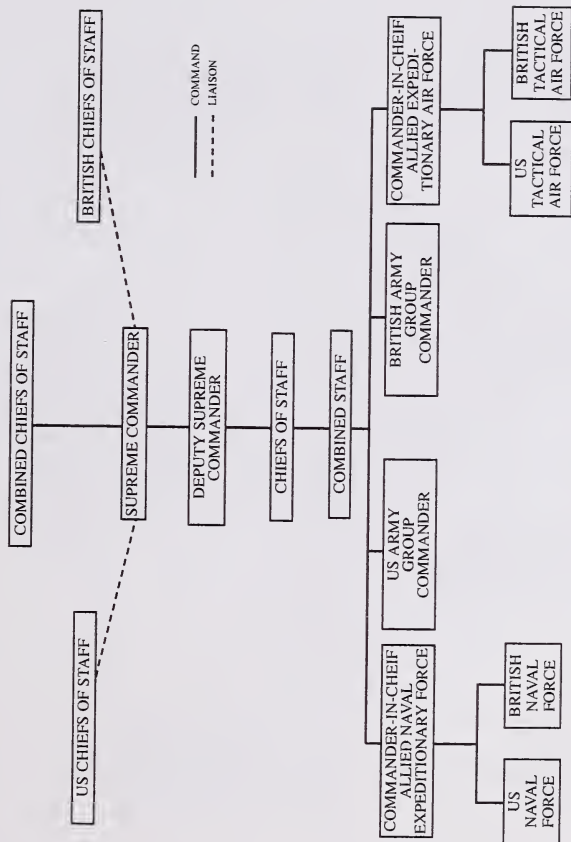 COMBINED CHIEFS OF STAFF
US CHIEFS OF STAFF
BRITISH CHIEFS OF STAFF
SUPREME COMMANDER
COMMAND
LIAISON
DEPUTY SUPREME
COMMANDER
CHIEFS OF STAFF
COMBINED STAFF
COMMANDER-IN-CHEIF
ALLIED NAVAL
EXPEDITIONARY FORCE
US ARMY
GROUP
COMMANDER
BRITISH ARMY
GROUP
COMMANDER
COMMANDER-IN-CHEIF
ALLIED EXPEDI-
TIONARY AIR FORCE
US
NAVAL
FORCE
BRITISH
NAVAL
FORCE
US
TACTICAL
AIR FORCE
BRITISH
TACTICAL
AIR FORCE